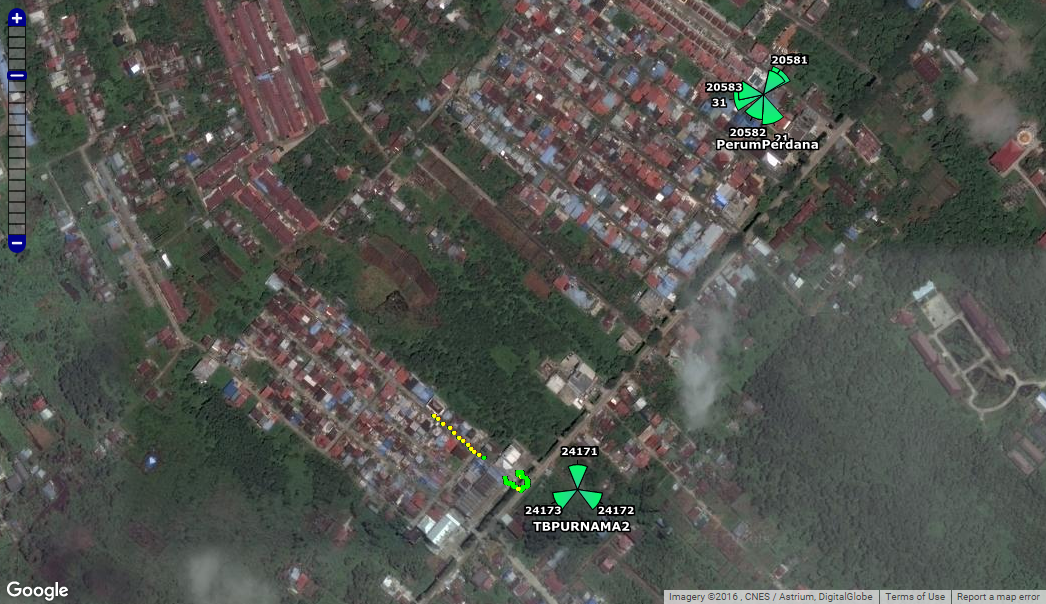 20581
20583
31
20582
21
PerumPerdana
24171
24173
24172
TBPURNAMA2
Google
Imagery ©2016 , CNES / Astrium, DigitalGlobe
Terms of Use
Report a map error